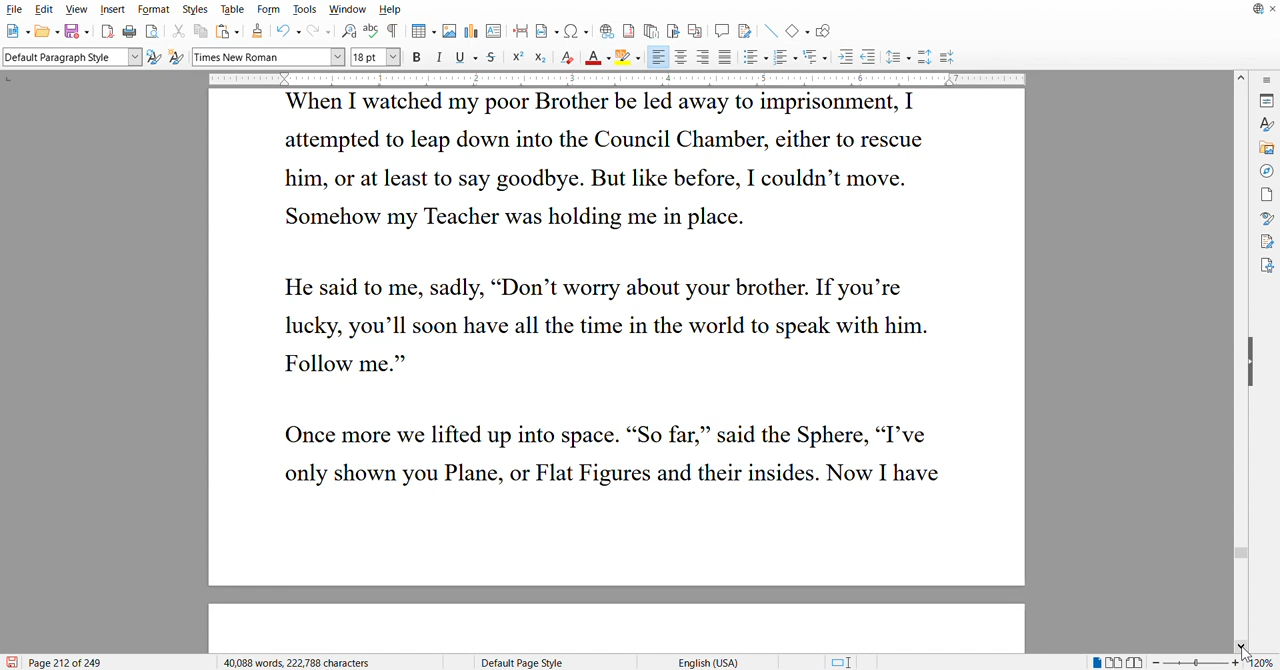 File Edit View Insert Format Styles Table Form Tools Window Help
Default Paragraph Style Times New Roman 18 pt
When I watched my poor Brother be led away to imprisonment, I
attempted to leap down into the Council Chamber, either to rescue
him, or at least to say goodbye. But like before, I couldn’t move.
Somehow my Teacher was holding me in place.
He said to me, sadly, “Don’t worry about your brother. If you’re
lucky, you’ll soon have all the time in the world to speak with him.
Follow me.”
Once more we lifted up into space. “So far,” said the Sphere, “I’ve
only shown you Plane, or Flat Figures and their insides. Now I have
Page 212 of 249 40,088 words, 222,788 characters Default Page Style English (USA) 120%